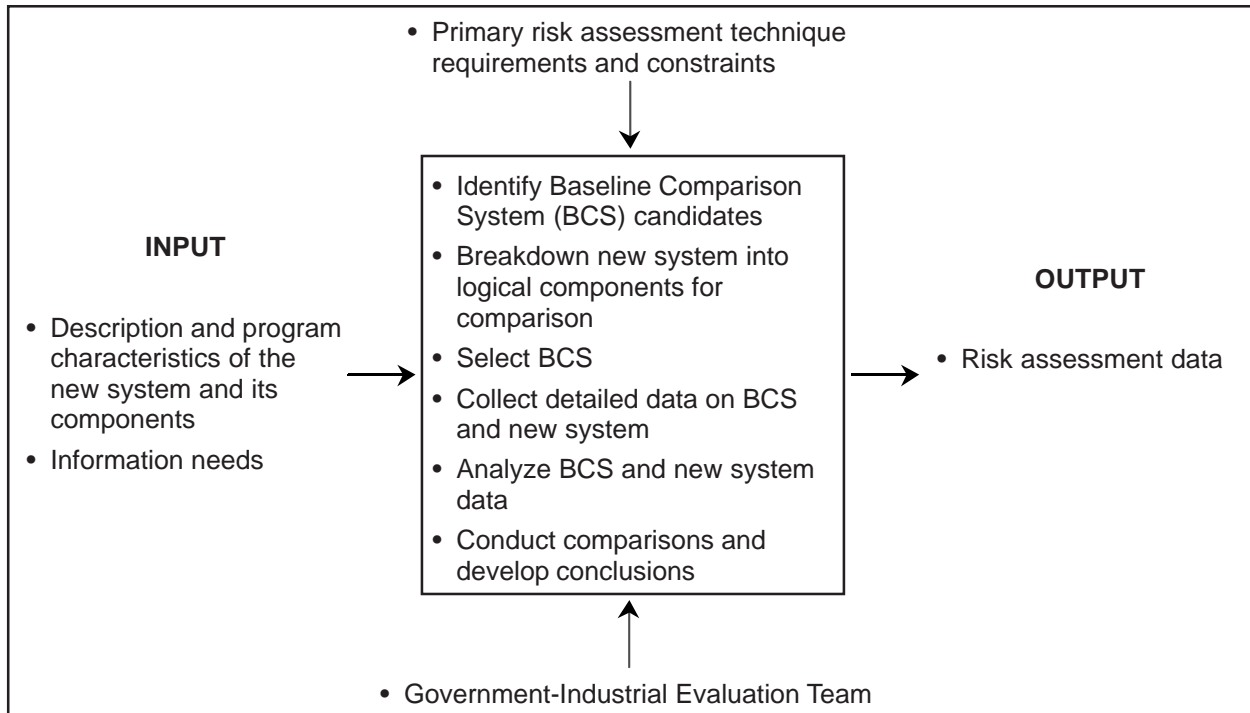 • Primary risk assessment technique
requirements and constraints
INPUT
• Description and program
characteristics of the
new system and its
components
• Information needs
• Identify Baseline Comparison
System (BCS) candidates
• Breakdown new system into
logical components for
comparison
• Select BCS
• Collect detailed data on BCS
and new system
• Analyze BCS and new system
data
• Conduct comparisons and
develop conclusions
OUTPUT
• Risk assessment data
• Government-Industrial Evaluation Team